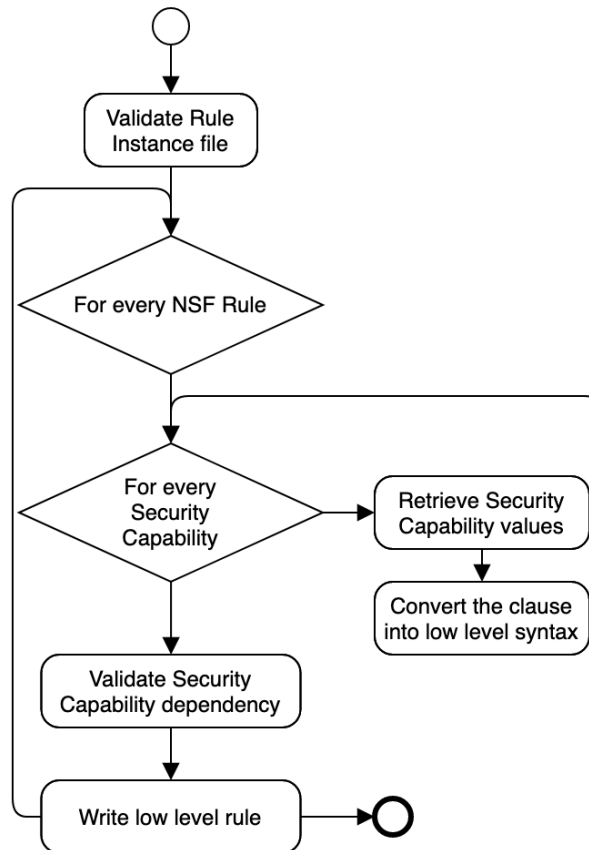 Validate Rule
Instance file
For every NSF Rule
For every
Security
Capability
Retrieve Security
Capability values
Convert the clause
into low level syntax
Validate Security
Capability dependency
Write low level rule